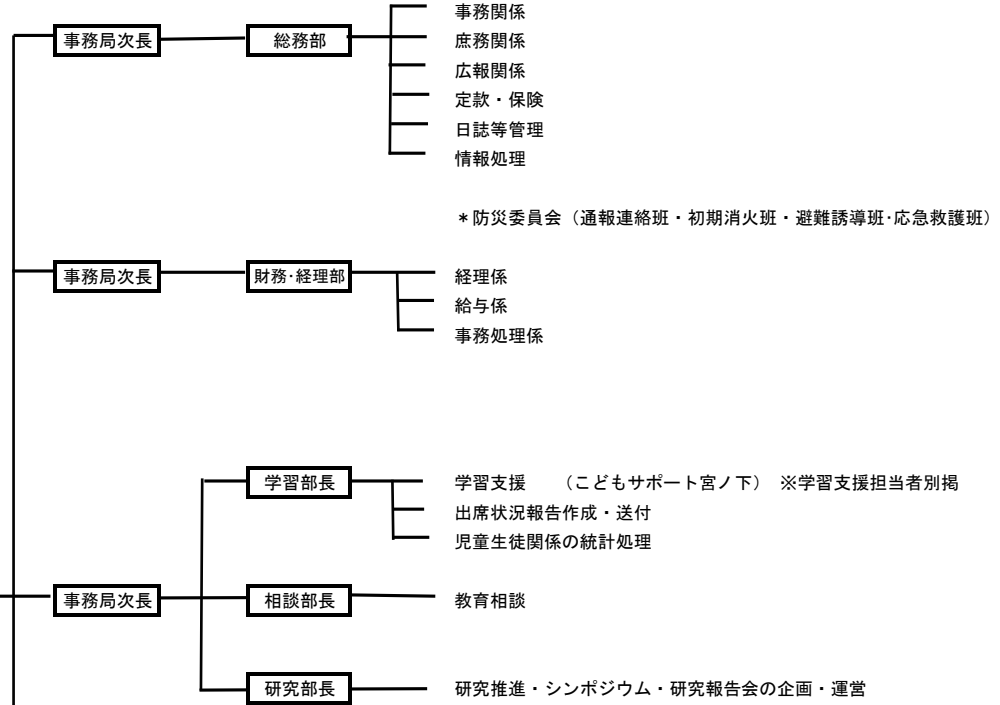 事務関係
事務局次長 総務部 庶務関係
広報関係
定款・保険
日誌等管理
情報処理
＊防災委員会（通報連絡班・初期消火班・避難誘導班･応急救護班）
事務局次長 財務･経理部 経理係
給与係
事務処理係
学習部長 学習支援　（こどもサポート宮ノ下）　※学習支援担当者別掲
出席状況報告作成・送付
児童生徒関係の統計処理
事務局次長 相談部長 教育相談
研究部長 研究推進・シンポジウム・研究報告会の企画・運営